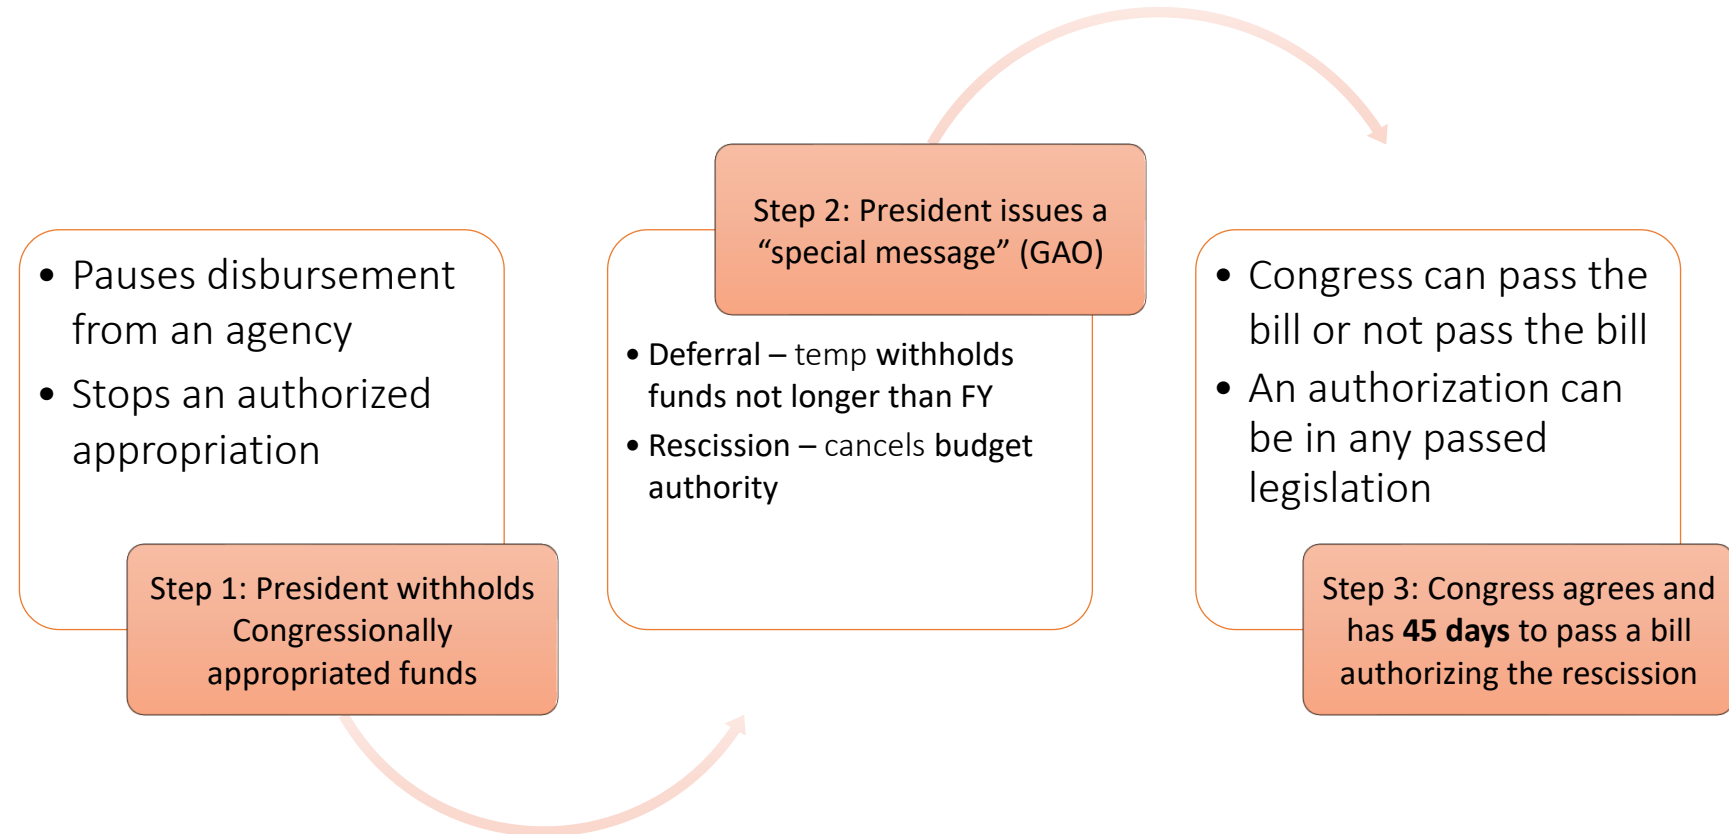 • Pauses disbursement
from an agency
• Stops an authorized
appropriation
Step 1: President withholds
Congressionally
appropriated funds
Step 2: President issues a
“special message” (GAO)
• Deferral – temp withholds
funds not longer than FY
• Rescission – cancels budget
authority
• Congress can pass the
bill or not pass the bill
• An authorization can
be in any passed
legislation
Step 3: Congress agrees and
has 45 days to pass a bill
authorizing the rescission